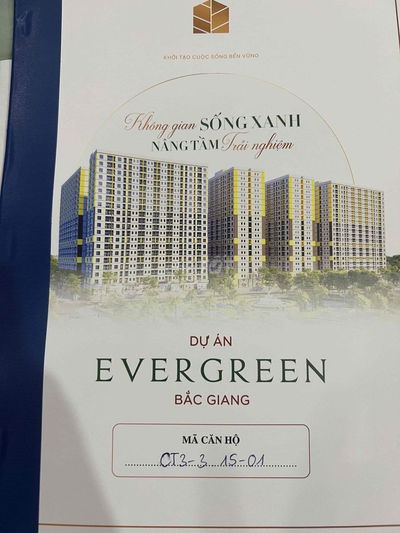 KHỞI TẠO CUỘC SỐNG BỀN VỮNG
Không gian SỐNG XANH
NÂNG TẦM Trải nghiệm
DỰ ÁN
EVERGREEN
BẮC GIANG
MÃ CĂN HỘ
CT3-3 15-01